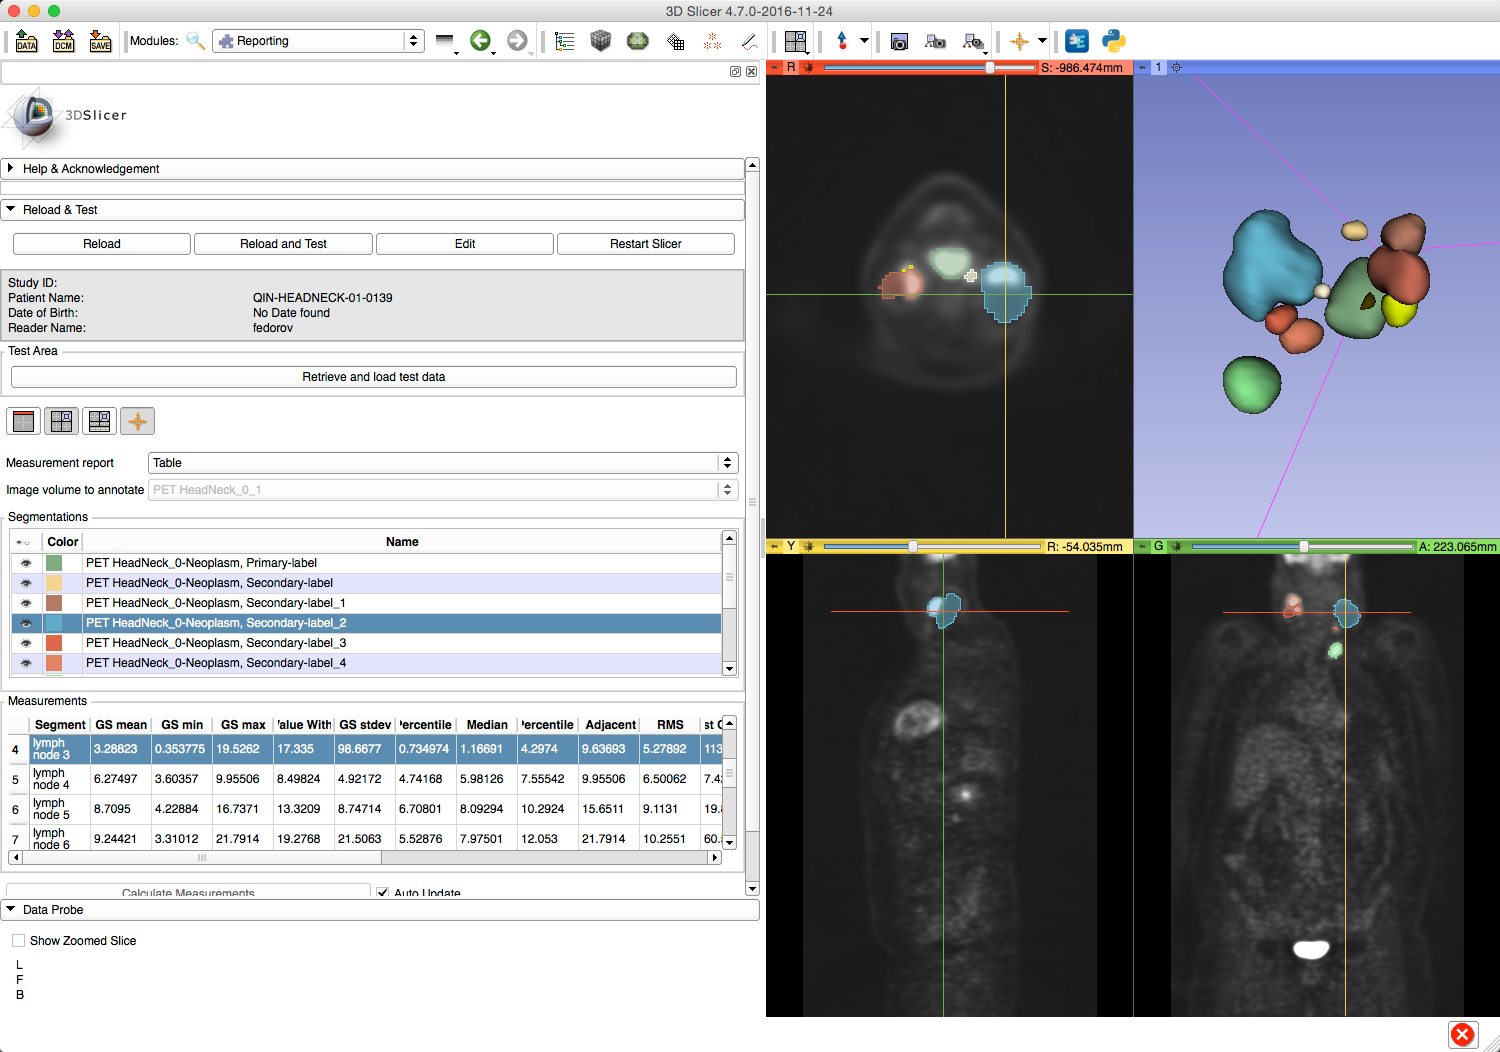 3D Slicer 4.7.0-2016-11-24
DATA DCM SAVE Modules: Reporting
3DSlicer
Help & Acknowledgement
Reload & Test
Reload Reload and Test Edit Restart Slicer
Study ID:
Patient Name: QIN-HEADNECK-01-0139
Date of Birth: No Date found
Reader Name: fedorov
Test Area
Retrieve and load test data
Measurement report Table
Image volume to annotate PET HeadNeck_0_1
Segmentations
Color Name
PET HeadNeck_0-Neoplasm, Primary-label
PET HeadNeck_0-Neoplasm, Secondary-label
PET HeadNeck_0-Neoplasm, Secondary-label_1
PET HeadNeck_0-Neoplasm, Secondary-label_2
PET HeadNeck_0-Neoplasm, Secondary-label_3
PET HeadNeck_0-Neoplasm, Secondary-label_4
Measurements
Segment GS mean GS min GS max With GS stdev Median Adjacent RMS
4 lymph node 3 3.28823 0.353775 19.5262 17.335 98.6677 0.734974 1.16691 4.2974 9.63693 5.27892 113
5 lymph node 4 6.27497 3.60357 9.95506 8.49824 4.92172 4.74168 5.98126 7.55542 9.95506 6.50062 7.4
6 lymph node 5 8.7095 4.22884 16.7371 13.3209 8.74714 6.70801 8.09294 10.2924 15.6511 9.1131 19.
7 lymph node 6 9.24421 3.31012 21.7914 19.2768 21.5063 5.52876 7.97501 12.053 21.7914 10.2551 60.
Calculate Measurements Auto Update
Data Probe
Show Zoomed Slice
L
F
B
R S: -986.474mm
1
Y R: -54.035mm
G A: 223.065mm